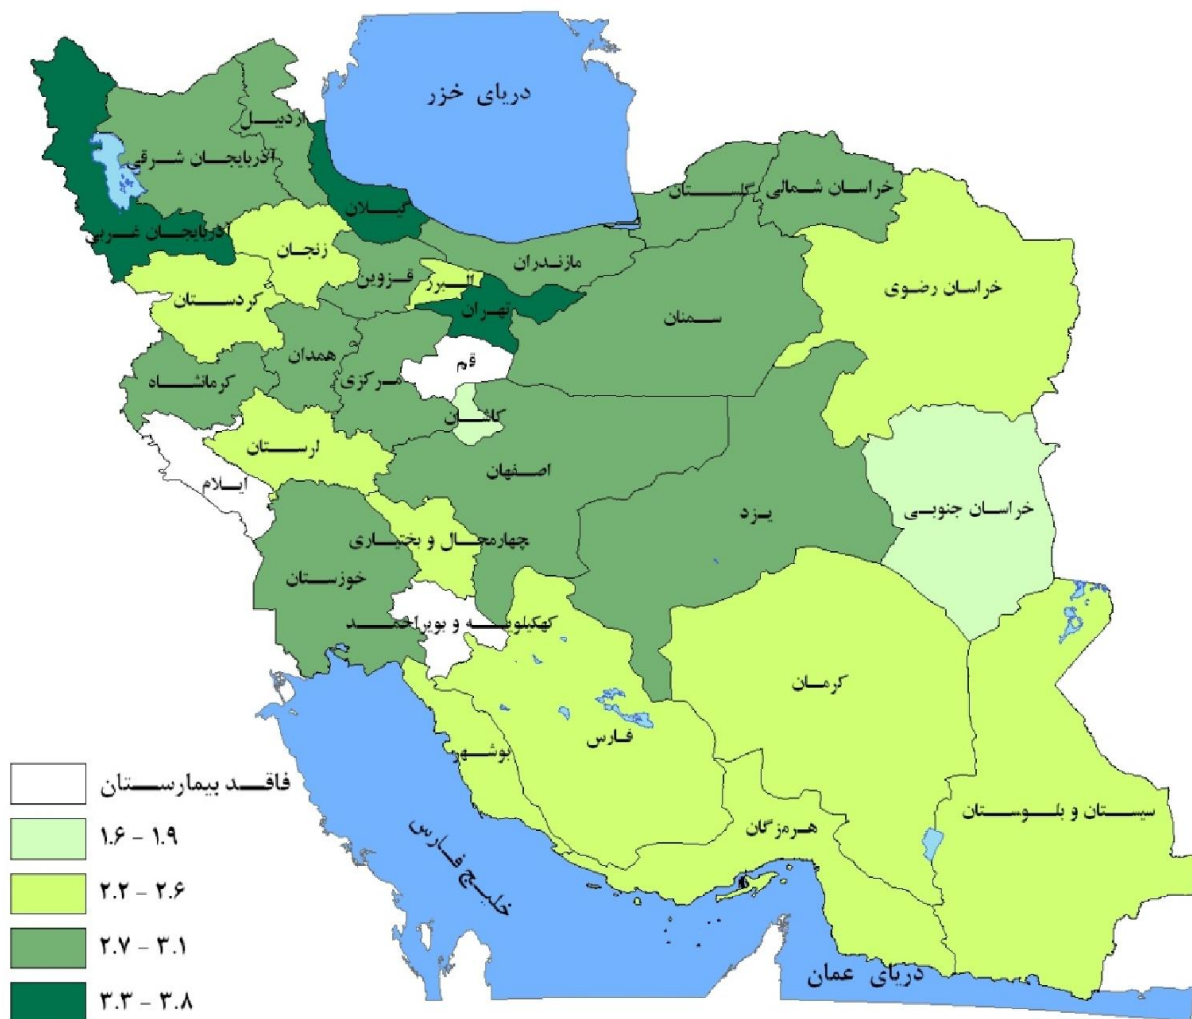 دریای خزر
اردبیل
آذربایجان شرقی
گیلان
آذربایجان غربی
گلستان
خراسان شمالی
زنجان
قزوین
البرز
مازندران
تهران
سمنان
خراسان رضوی
کردستان
همدان
کرمانشاه
مرکزی
قم
کاشان
لرستان
ایلام
اصفهان
یزد
خراسان جنوبی
چهارمحال و بختیاری
خوزستان
کهکیلویه و بویراحمد
کرمان
فارس
بوشهر
سیستان و بلوستان
هرمزگان
خلیج فارس
دریای عمان
فاقد بیمارستان
۱.۶ - ۱.۹
۲.۲ - ۲.۶
۲.۷ - ۳.۱
۳.۳ - ۳.۸